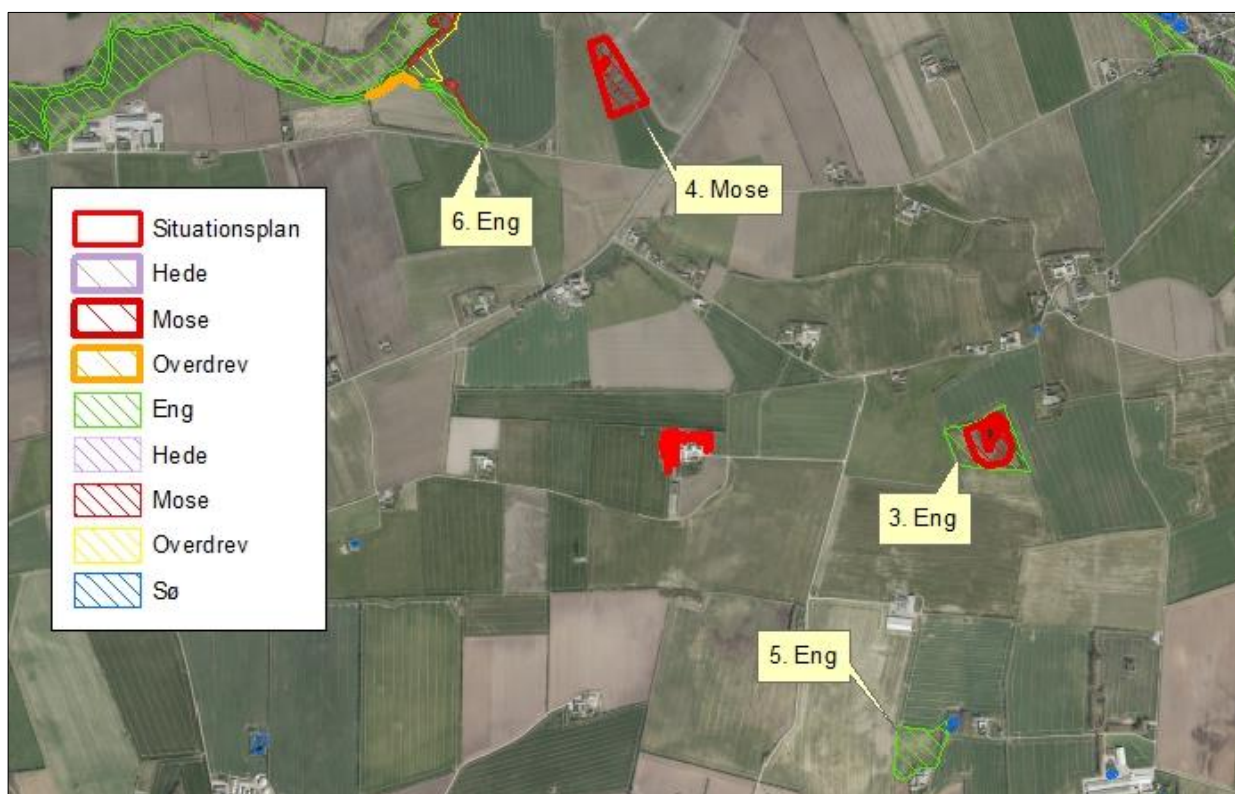 4. Mose
6. Eng
Situationsplan
Hede
Mose
Overdrev
Eng
Hede
Mose
Overdrev
Sø
3. Eng
5. Eng